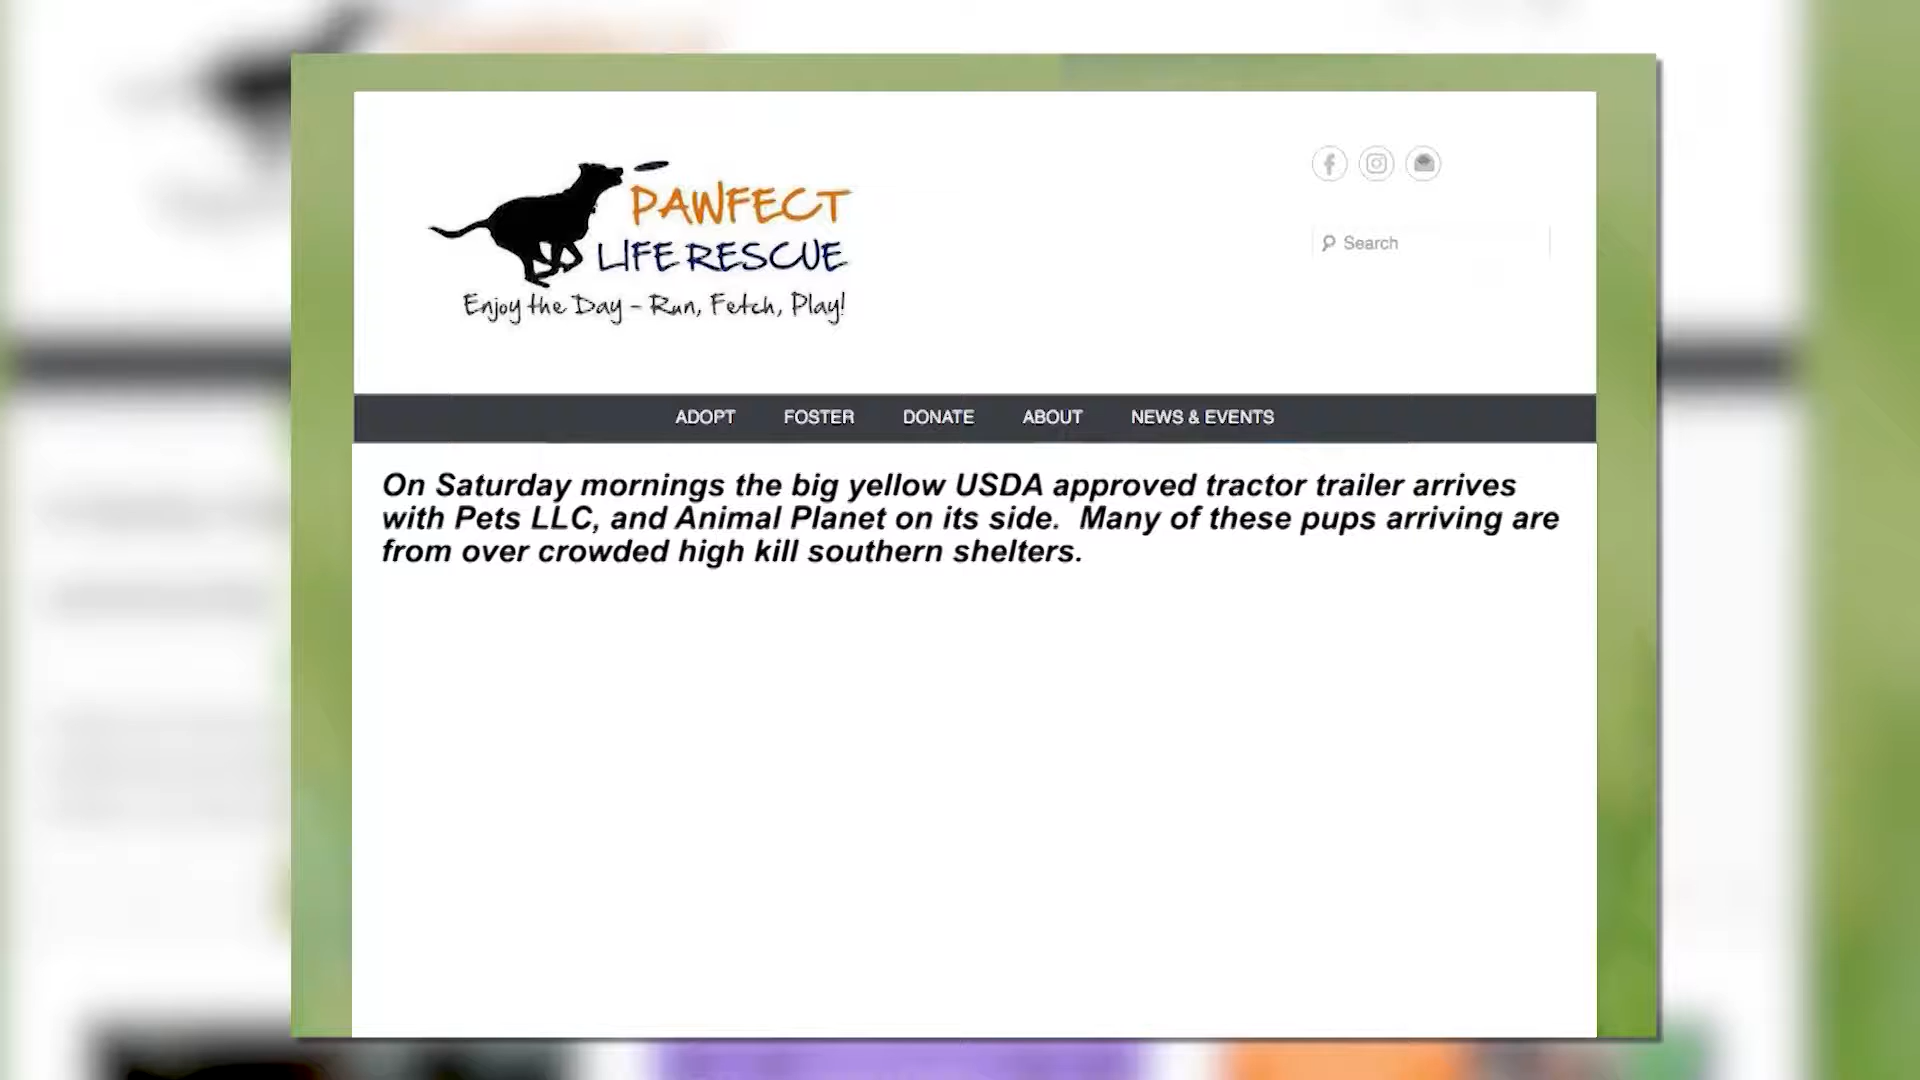 PAWFECT
LIFE RESCUE
Enjoy the Day - Run, Fetch, Play!
Search
ADOPT FOSTER DONATE ABOUT NEWS & EVENTS
On Saturday mornings the big yellow USDA approved tractor trailer arrives
with Pets LLC, and Animal Planet on its side. Many of these pups arriving are
from over crowded high kill southern shelters.